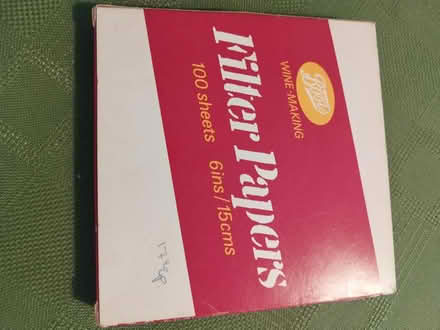 Boots
WINE-MAKING
Filter Papers
100 sheets 6ins/15cms